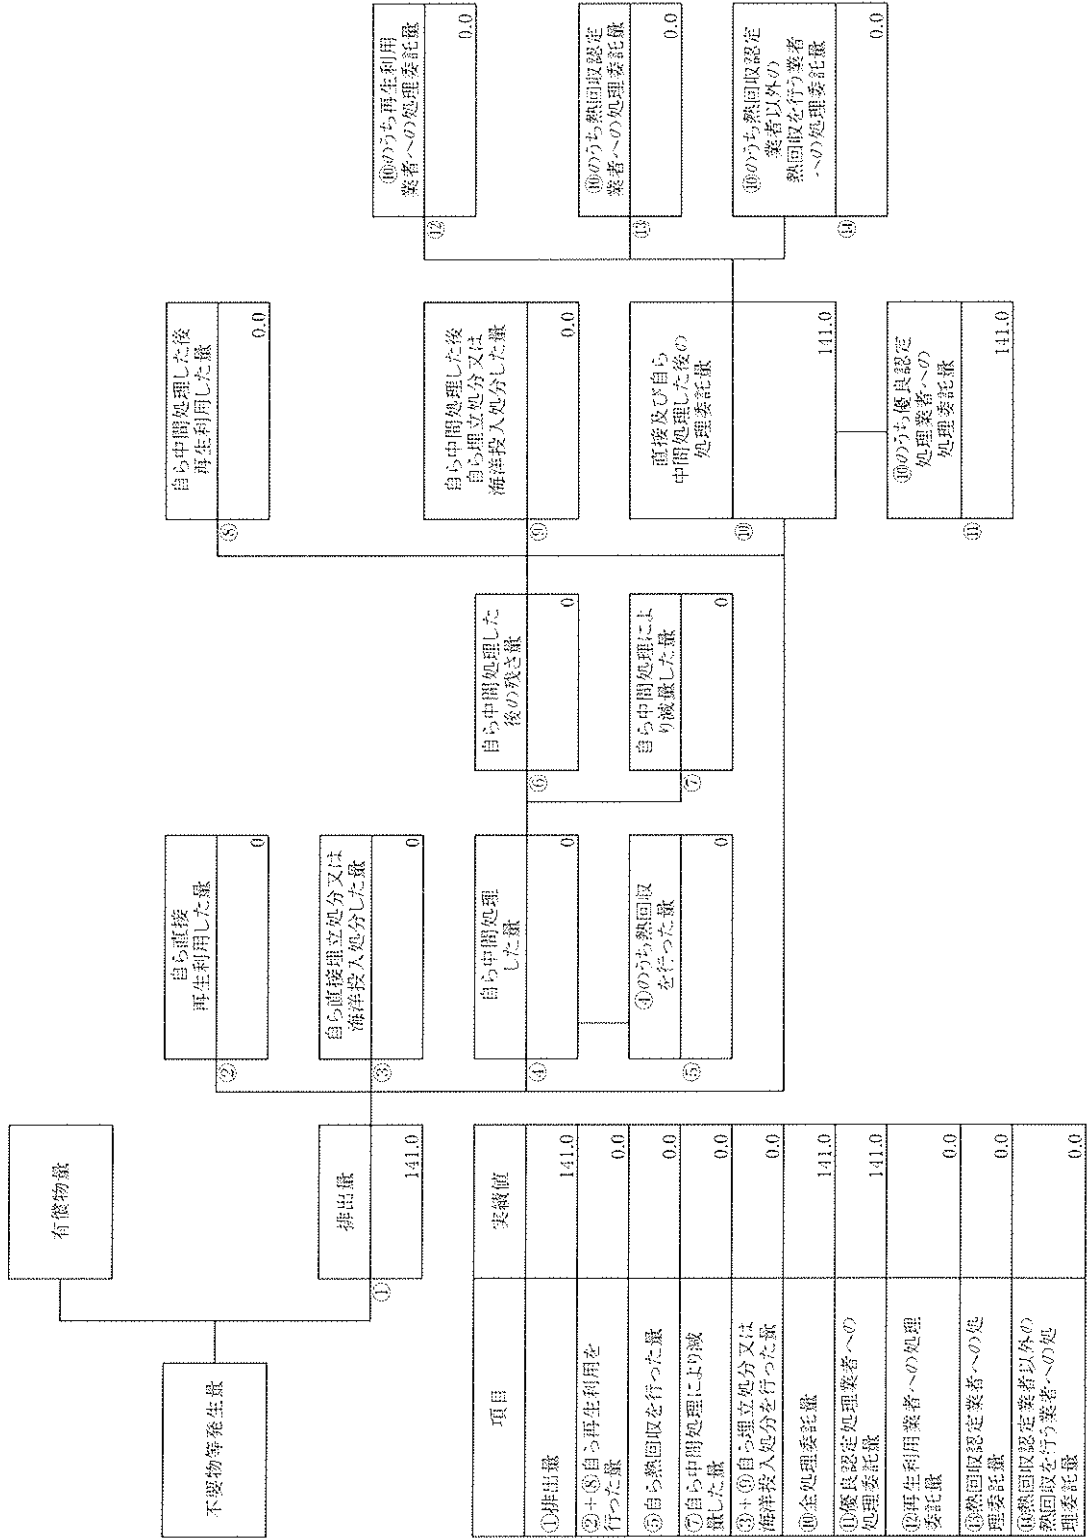 不要物等発生量
有償物量
排出量
①
141.0
自ら直接
再生利用した量
②
0
自ら直接埋立処分又は
海洋投入処分した量
③
0
自ら中間処理
した量
④
0
④のうち熱回収
を行った量
⑤
0
自ら中間処理した
後の残さ量
⑥
0
自ら中間処理によ
り減量した量
⑦
0
自ら中間処理した後
再生利用した量
⑧
0.0
自ら中間処理した後
自ら埋立処分又は
海洋投入処分した量
⑨
0.0
直接及び自ら
中間処理した後の
処理委託量
⑩
141.0
⑩のうち優良認定
処理業者への
処理委託量
⑪
141.0
⑩のうち再生利用
業者への処理委託量
⑫
0.0
⑩のうち熱回収認定
業者への処理委託量
⑬
0.0
⑩のうち熱回収認定
業者以外の
熱回収を行う業者
への処理委託量
⑭
0.0
項目 実績値
①排出量 141.0
②+⑧自ら再生利用を
行った量 0.0
⑤自ら熱回収を行った量 0.0
⑦自ら中間処理により減
量した量 0.0
③+⑨自ら埋立処分又は
海洋投入処分を行った量 0.0
⑩全処理委託量 141.0
⑪優良認定処理業者への
処理委託量 141.0
⑫再生利用業者への処理
委託量 0.0
⑬熱回収認定業者への処
理委託量 0.0
⑭熱回収認定業者以外の
熱回収を行う業者への処
理委託量 0.0